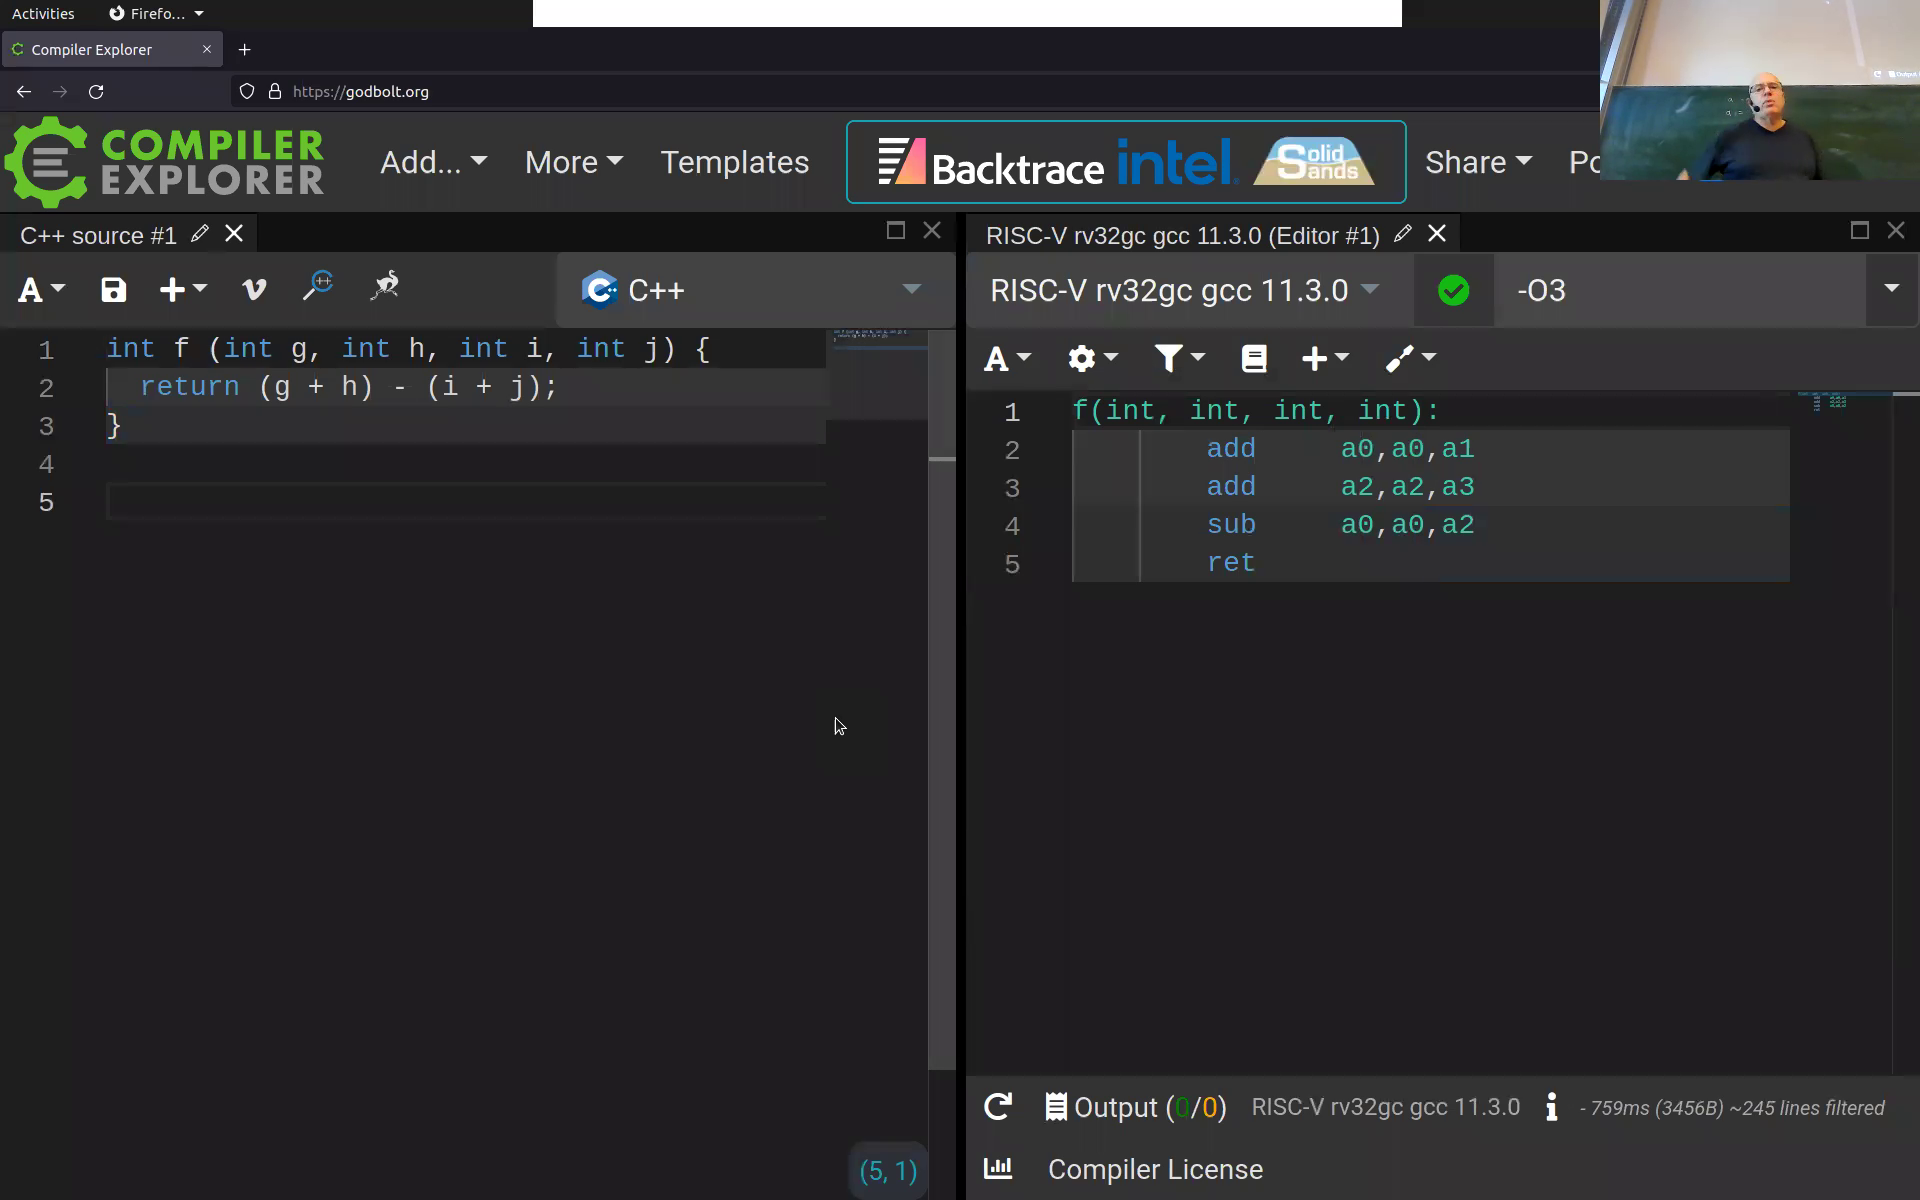 Activities
Firefo...
Compiler Explorer
https://godbolt.org
COMPILER
EXPLORER
Add...
More
Templates
Backtrace
intel
Solid
Sands
Share
Po
C++ source #1
C++
1 int f (int g, int h, int i, int j) {
2 return (g + h) - (i + j);
3 }
4
5
(5, 1)
RISC-V rv32gc gcc 11.3.0 (Editor #1)
RISC-V rv32gc gcc 11.3.0
-O3
A
1 f(int, int, int, int):
2 add a0,a0,a1
3 add a2,a2,a3
4 sub a0,a0,a2
5 ret
Output (0/0) RISC-V rv32gc gcc 11.3.0 i - 759ms (3456B) ~245 lines filtered
Compiler License